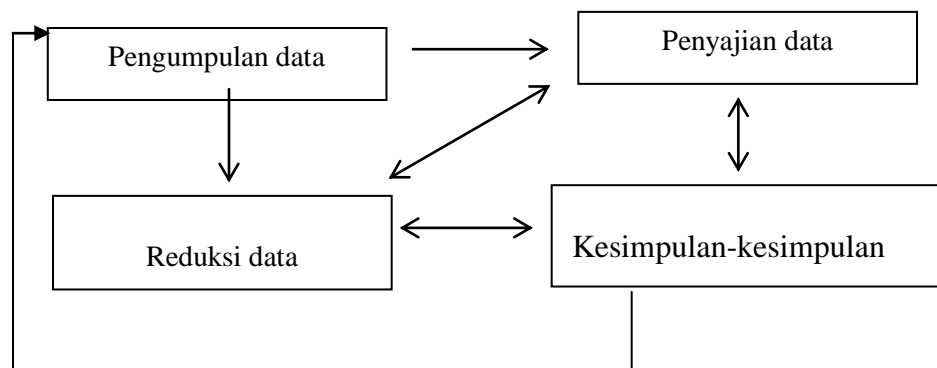 Pengumpulan data
Penyajian data
Reduksi data
Kesimpulan-kesimpulan